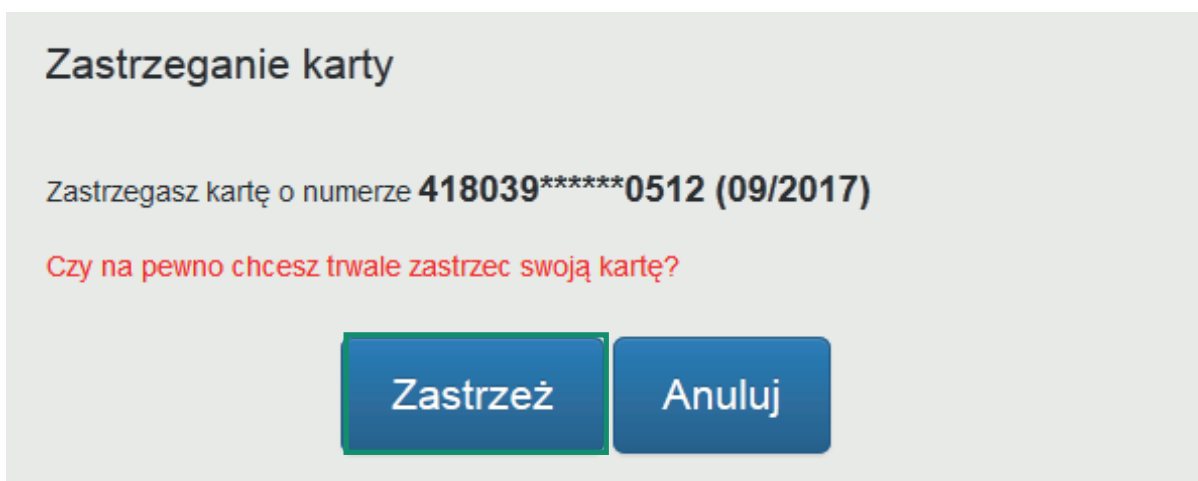 Zastrzeganie karty
Zastrzegasz kartę o numerze 418039******0512 (09/2017)
Czy na pewno chcesz trwale zastrzec swoją kartę?
Zastrzeż Anuluj